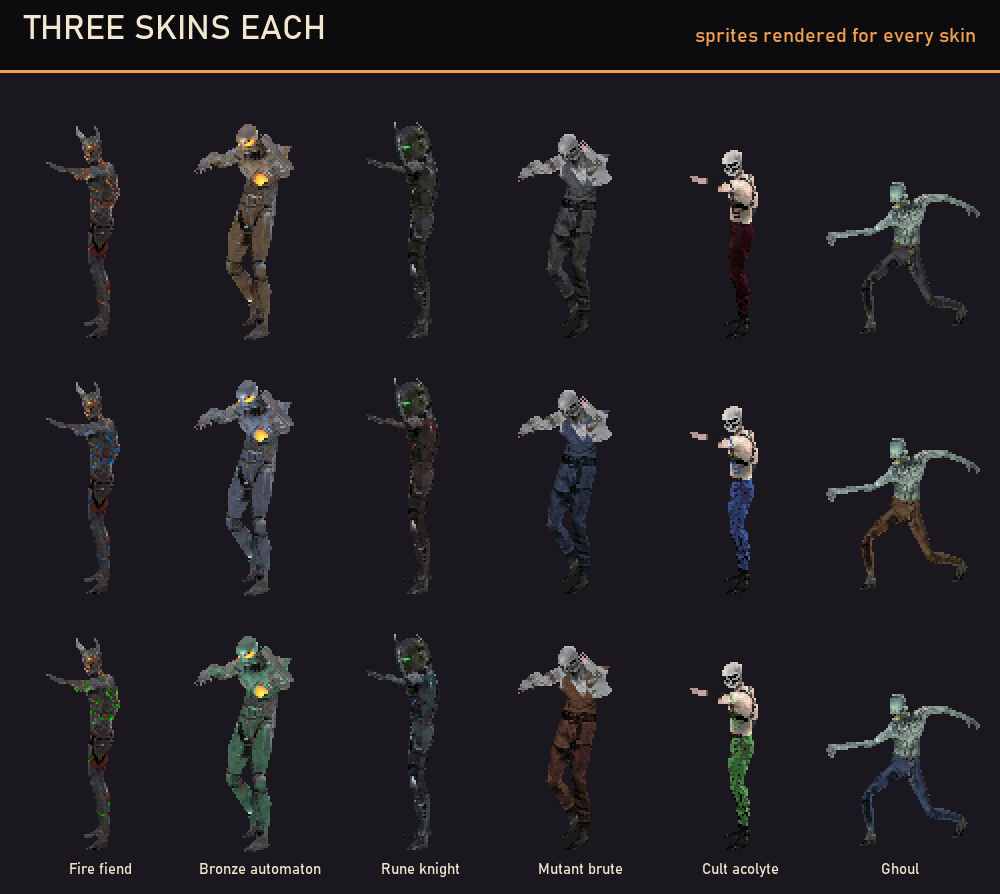 THREE SKINS EACH
sprites rendered for every skin
Fire fiend
Bronze automaton
Rune knight
Mutant brute
Cult acolyte
Ghoul